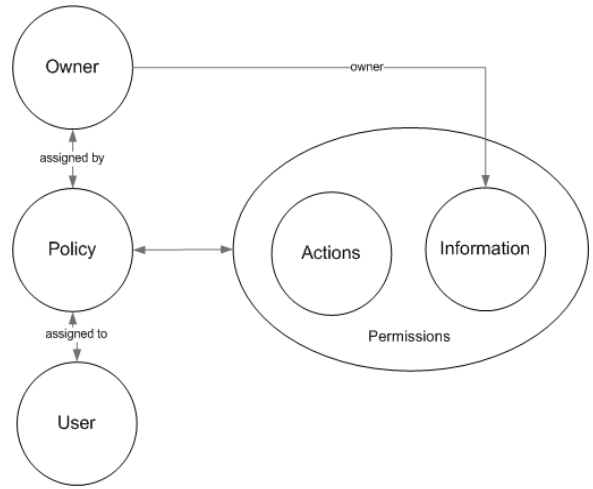 Owner
owner
assigned by
Policy
Actions
Information
Permissions
assigned to
User